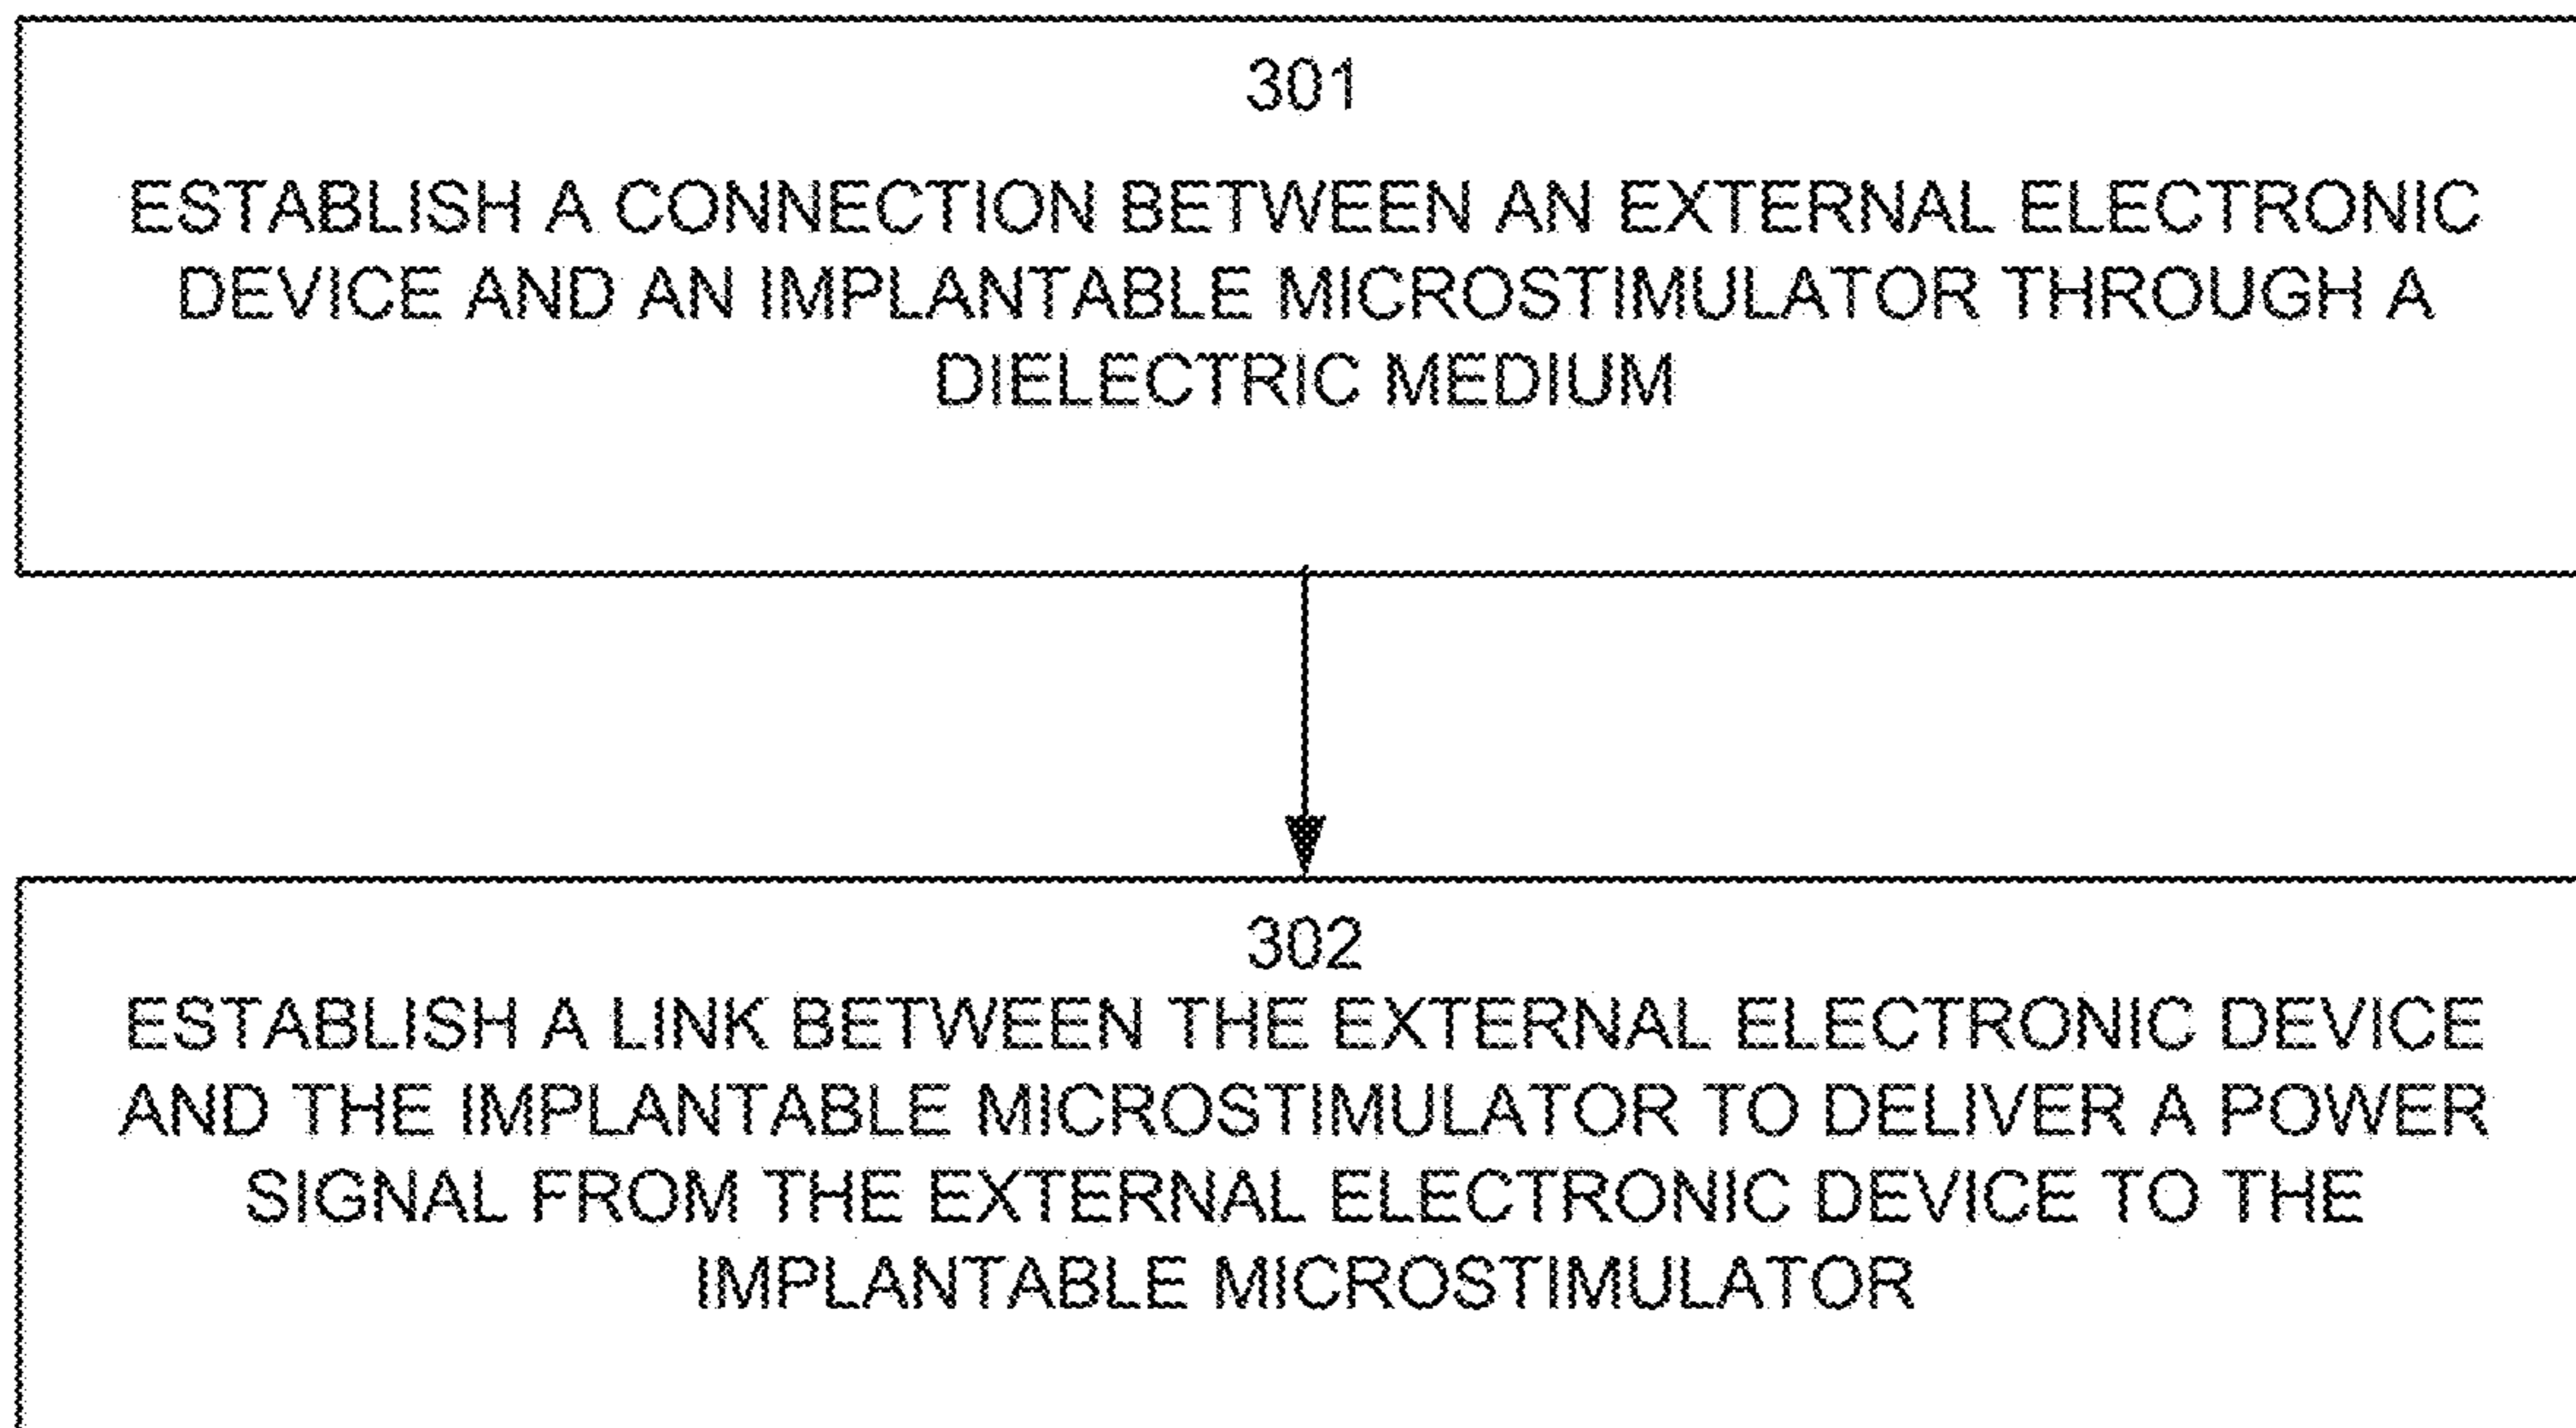 301
ESTABLISH A CONNECTION BETWEEN AN EXTERNAL ELECTRONIC
DEVICE AND AN IMPLANTABLE MICROSTIMULATOR THROUGH A
DIELECTRIC MEDIUM
302
ESTABLISH A LINK BETWEEN THE EXTERNAL ELECTRONIC DEVICE
AND THE IMPLANTABLE MICROSTIMULATOR TO DELIVER A POWER
SIGNAL FROM THE EXTERNAL ELECTRONIC DEVICE TO THE
IMPLANTABLE MICROSTIMULATOR